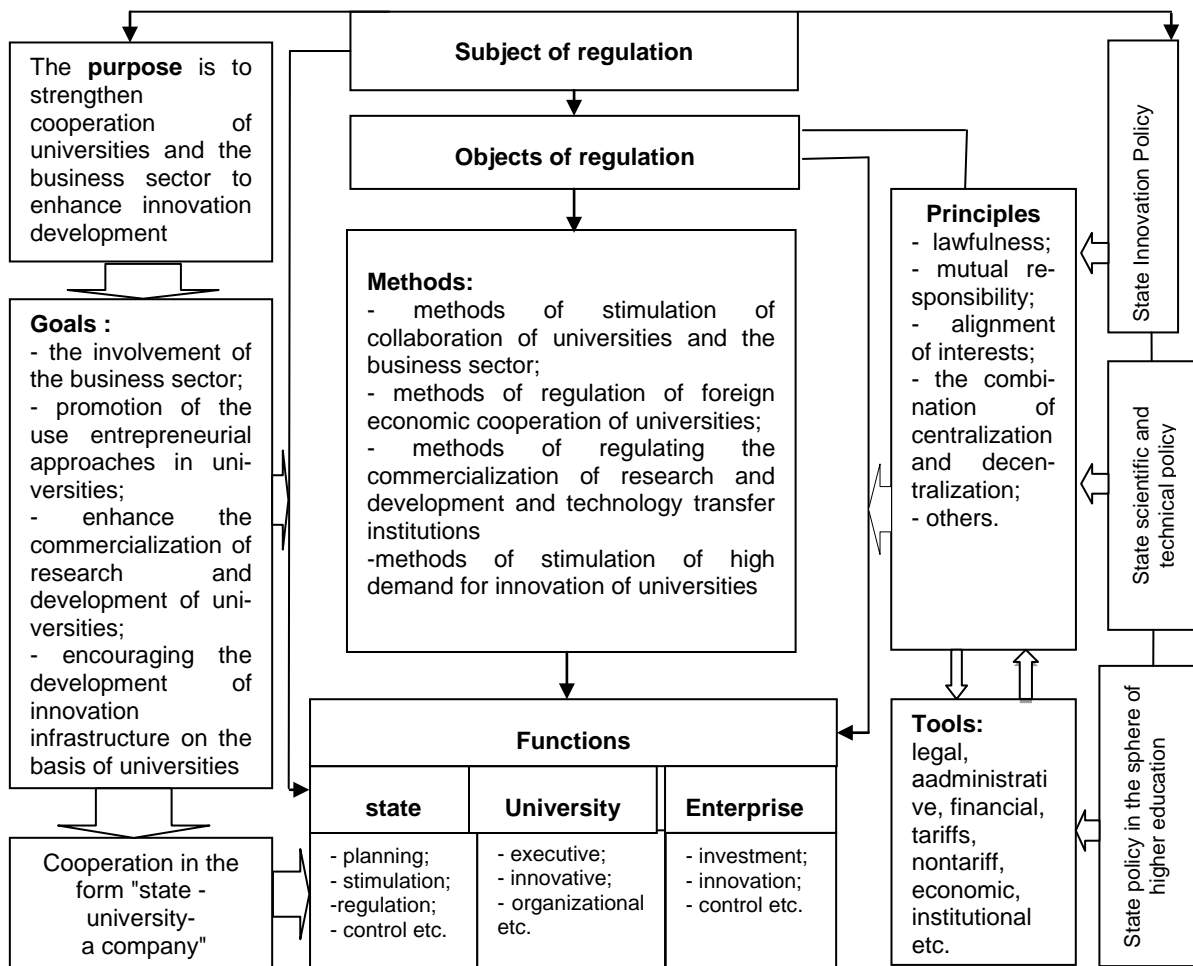 Subject of regulation
The purpose is to
strengthen
cooperation of
universities and the
business sector to
enhance innovation
development
Objects of regulation
Goals :
- the involvement of
the business sector;
- promotion of the
use entrepreneurial
approaches in uni-
versities;
- enhance the
commercialization of
research and
development of uni-
versities;
- encouraging the
development of
innovation
infrastructure on the
basis of universities
Methods:
- methods of stimulation of
collaboration of universities and the
business sector;
- methods of regulation of foreign
economic cooperation of universities;
- methods of regulating the
commercialization of research and
development and technology transfer
institutions
-methods of stimulation of high
demand for innovation of universities
Principles
- lawfulness;
- mutual re-
sponsibility;
- alignment
of interests;
- the combi-
nation of
centralization
and decen-
tralization;
- others.
State Innovation Policy
State scientific and
technical policy
State policy in the sphere of
higher education
Cooperation in the
form "state -
university-
a company"
Functions
state
- planning;
- stimulation;
-regulation;
- control etc.
University
- executive;
- innovative;
- organizational
etc.
Enterprise
- investment;
- innovation;
- control etc.
Tools:
legal,
aadministrati
ve, financial,
tariffs,
nontariff,
economic,
institutional
etc.